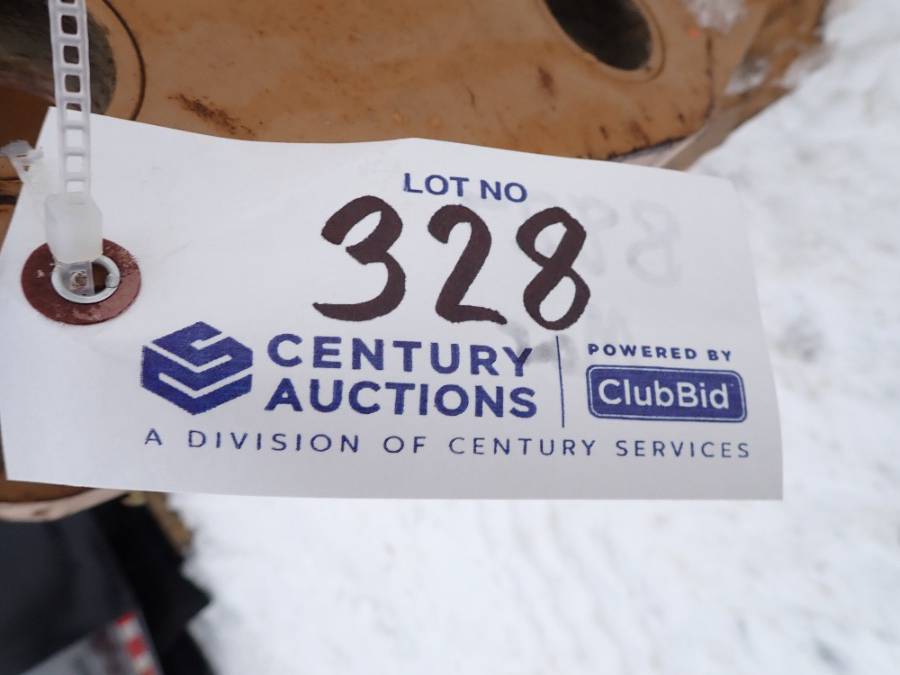 LOT NO
328
CENTURY
AUCTIONS
POWERED BY
ClubBid
A DIVISION OF CENTURY SERVICES